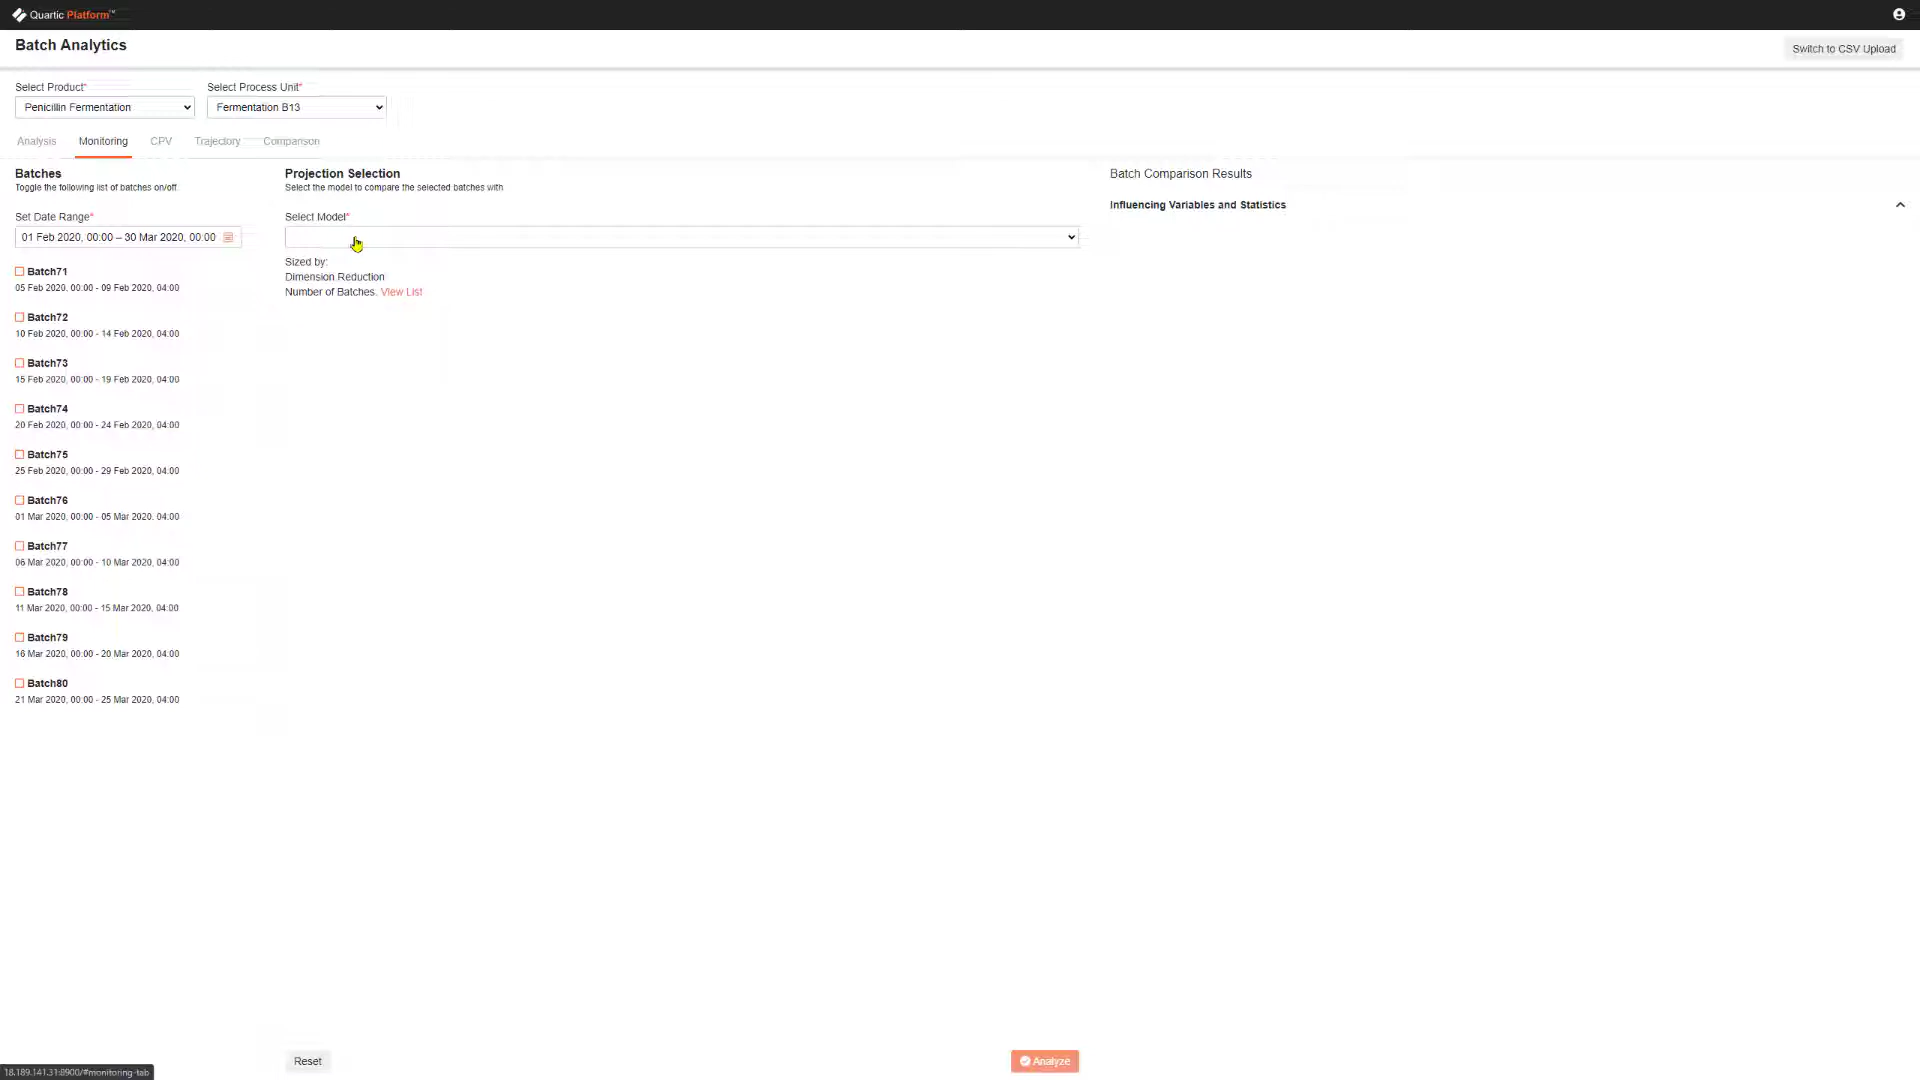 Quartic Platform™
Batch Analytics
Switch to CSV Upload
Select Product*
Select Process Unit*
Penicillin Fermentation
Fermentation B13
Analysis
Monitoring
CPV
Trajectory
Comparison
Batches
Toggle the following list of batches on/off.
Projection Selection
Select the model to compare the selected batches with
Batch Comparison Results
Influencing Variables and Statistics
Set Date Range*
01 Feb 2020, 00:00 – 30 Mar 2020, 00:00
Select Model*
Sized by:
Dimension Reduction
Number of Batches. View List
Batch71
05 Feb 2020, 00:00 - 09 Feb 2020, 04:00
Batch72
10 Feb 2020, 00:00 - 14 Feb 2020, 04:00
Batch73
15 Feb 2020, 00:00 - 19 Feb 2020, 04:00
Batch74
20 Feb 2020, 00:00 - 24 Feb 2020, 04:00
Batch75
25 Feb 2020, 00:00 - 29 Feb 2020, 04:00
Batch76
01 Mar 2020, 00:00 - 05 Mar 2020, 04:00
Batch77
06 Mar 2020, 00:00 - 10 Mar 2020, 04:00
Batch78
11 Mar 2020, 00:00 - 15 Mar 2020, 04:00
Batch79
16 Mar 2020, 00:00 - 20 Mar 2020, 04:00
Batch80
21 Mar 2020, 00:00 - 25 Mar 2020, 04:00
Reset
Analyze
18.189.141.31:8900/#monitoring-tab